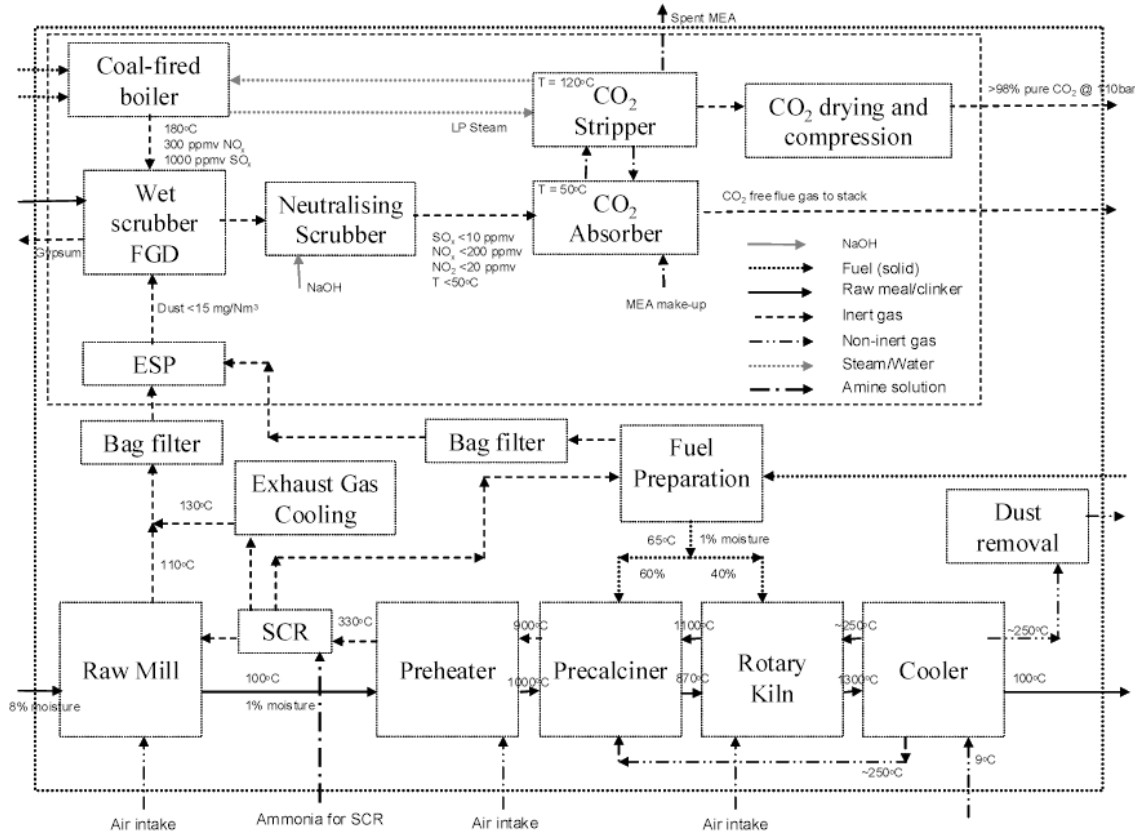 Spent MEA
Coal-fired
boiler
T = 120°C
CO₂
Stripper
CO₂ drying and
compression
>98% pure CO₂ @ 110bar
LP Steam
180°C
300 ppmv NOₓ
1000 ppmv SOₓ
Wet
scrubber
FGD
Neutralising
Scrubber
T = 50°C
CO₂
Absorber
CO₂ free flue gas to stack
SOₓ <10 ppmv
NOₓ <200 ppmv
NO₂ <20 ppmv
T <50°C
Gypsum
NaOH
MEA make-up
Dust <15 mg/Nm³
NaOH
Fuel (solid)
Raw meal/clinker
Inert gas
Non-inert gas
Steam/Water
Amine solution
ESP
Bag filter
Bag filter
Fuel
Preparation
Exhaust Gas
Cooling
130°C
110°C
Dust
removal
65°C
1% moisture
60%
40%
SCR
330°C
900°C
1100°C
~250°C
~250°C
Raw Mill
Preheater
Precalciner
Rotary
Kiln
Cooler
100°C
1% moisture
1000°C
870°C
1300°C
100°C
8% moisture
~250°C
9°C
Air intake
Ammonia for SCR
Air intake
Air intake